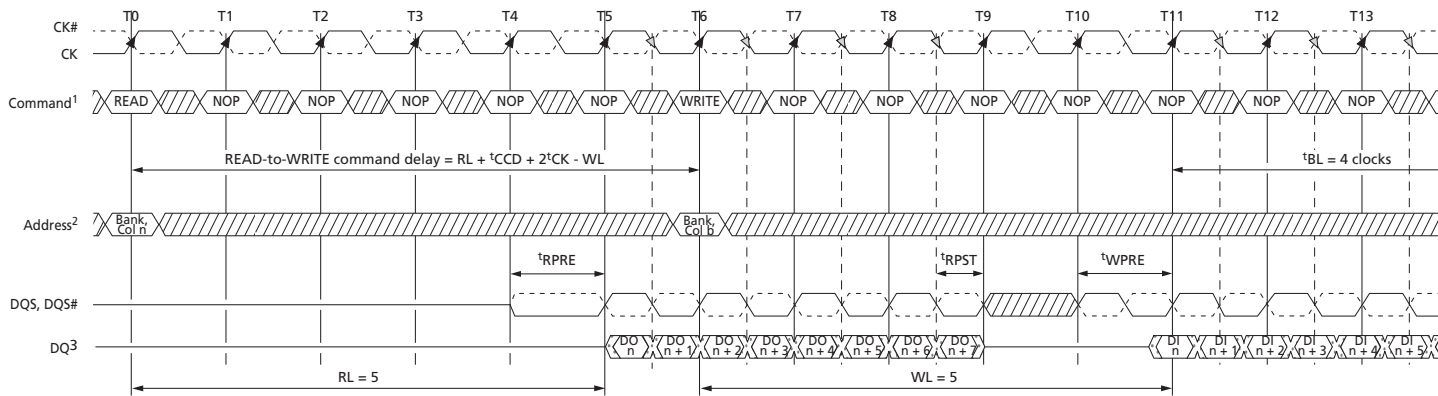 T0 T1 T2 T3 T4 T5 T6 T7 T8 T9 T10 T11 T12 T13
CK#
CK
Command¹ READ NOP NOP NOP NOP NOP WRITE NOP NOP NOP NOP NOP NOP NOP
READ-to-WRITE command delay = RL + ᵗCCD + 2ᵗCK - WL ᵗBL = 4 clocks
Address² Bank, Col n Bank, Col b
ᵗRPRE ᵗRPST ᵗWPRE
DQS, DQS#
DQ³ DO n DO n + 1 DO n + 2 DO n + 3 DO n + 4 DO n + 5 DO n + 6 DO n + 7 DI n DI n + 1 DI n + 2 DI n + 3 DI n + 4 DI n + 5
RL = 5 WL = 5